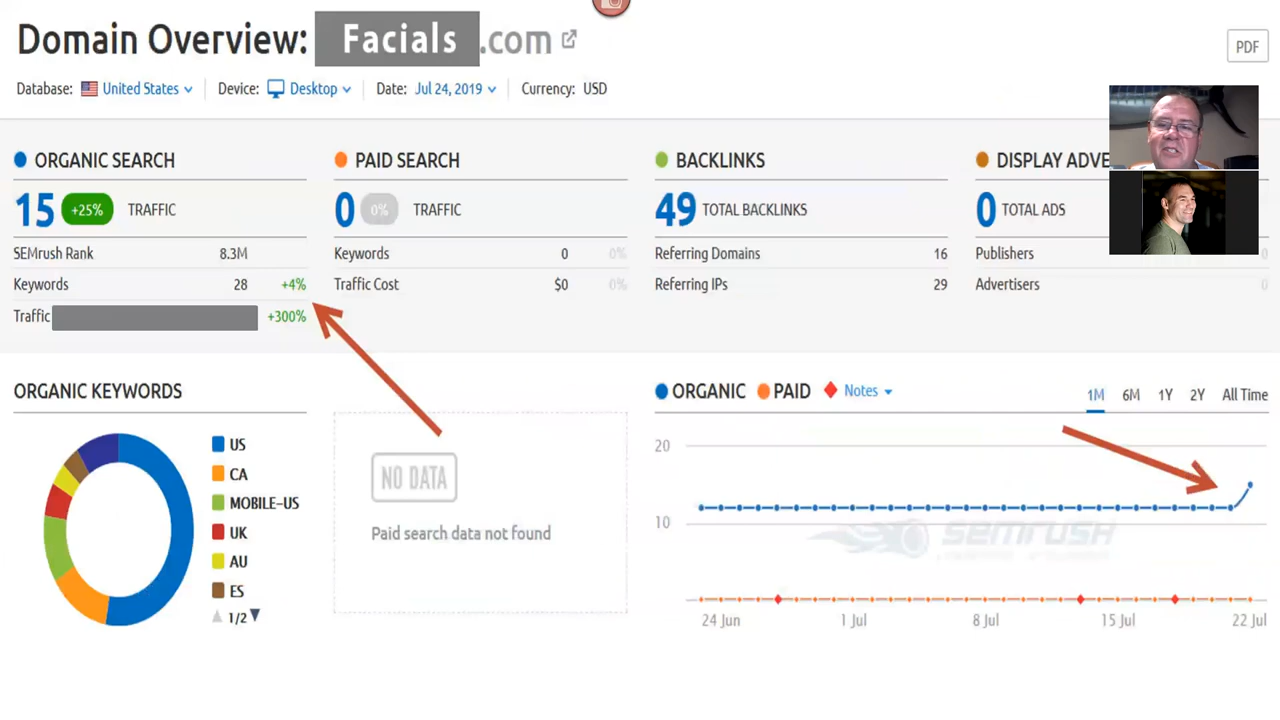 Domain Overview: Facials .com
PDF
Database: United States Device: Desktop Date: Jul 24, 2019 Currency: USD
ORGANIC SEARCH
15 +25% TRAFFIC
SEMrush Rank 8.3M
Keywords 28 +4%
Traffic +300%
PAID SEARCH
0 0% TRAFFIC
Keywords 0 0%
Traffic Cost $0 0%
BACKLINKS
49 TOTAL BACKLINKS
Referring Domains 16
Referring IPs 29
DISPLAY ADVE
0 TOTAL ADS
Publishers 0
Advertisers 0
ORGANIC KEYWORDS
US
CA
MOBILE-US
UK
AU
ES
1/2
NO DATA
Paid search data not found
ORGANIC PAID Notes 1M 6M 1Y 2Y All Time
20
10
semrush
24 Jun 1 Jul 8 Jul 15 Jul 22 Jul